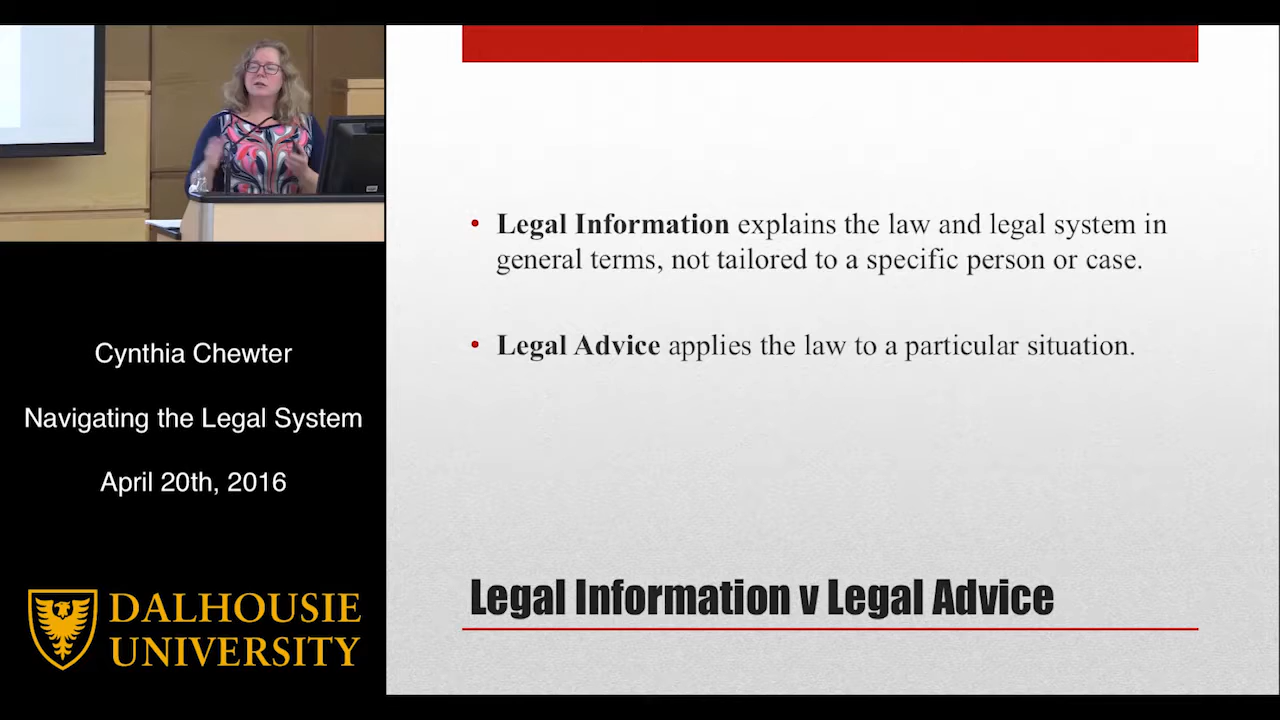 Cynthia Chewter
Navigating the Legal System
April 20th, 2016
DALHOUSIE
UNIVERSITY
• Legal Information explains the law and legal system in
general terms, not tailored to a specific person or case.
• Legal Advice applies the law to a particular situation.
Legal Information v Legal Advice